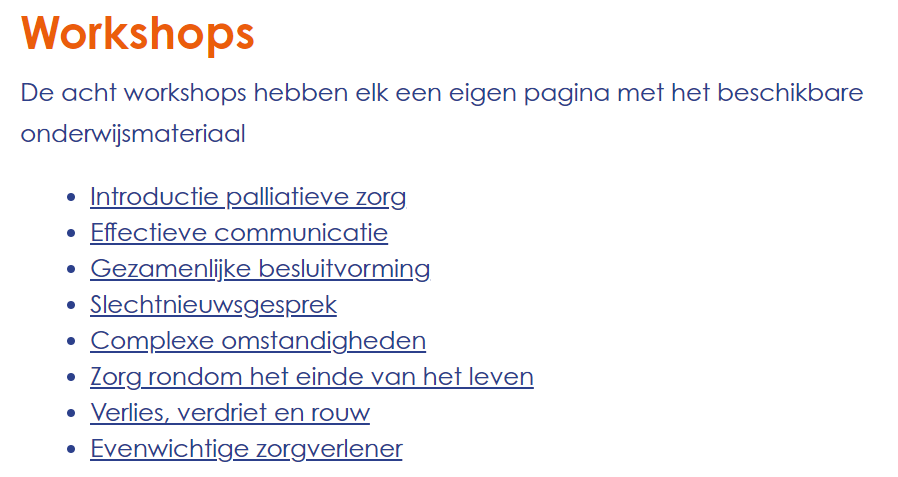 Workshops
De acht workshops hebben elk een eigen pagina met het beschikbare
onderwijsmateriaal
• Introductie palliatieve zorg
• Effectieve communicatie
• Gezamenlijke besluitvorming
• Slechtnieuwsgesprek
• Complexe omstandigheden
• Zorg rondom het einde van het leven
• Verlies, verdriet en rouw
• Evenwichtige zorgverlener